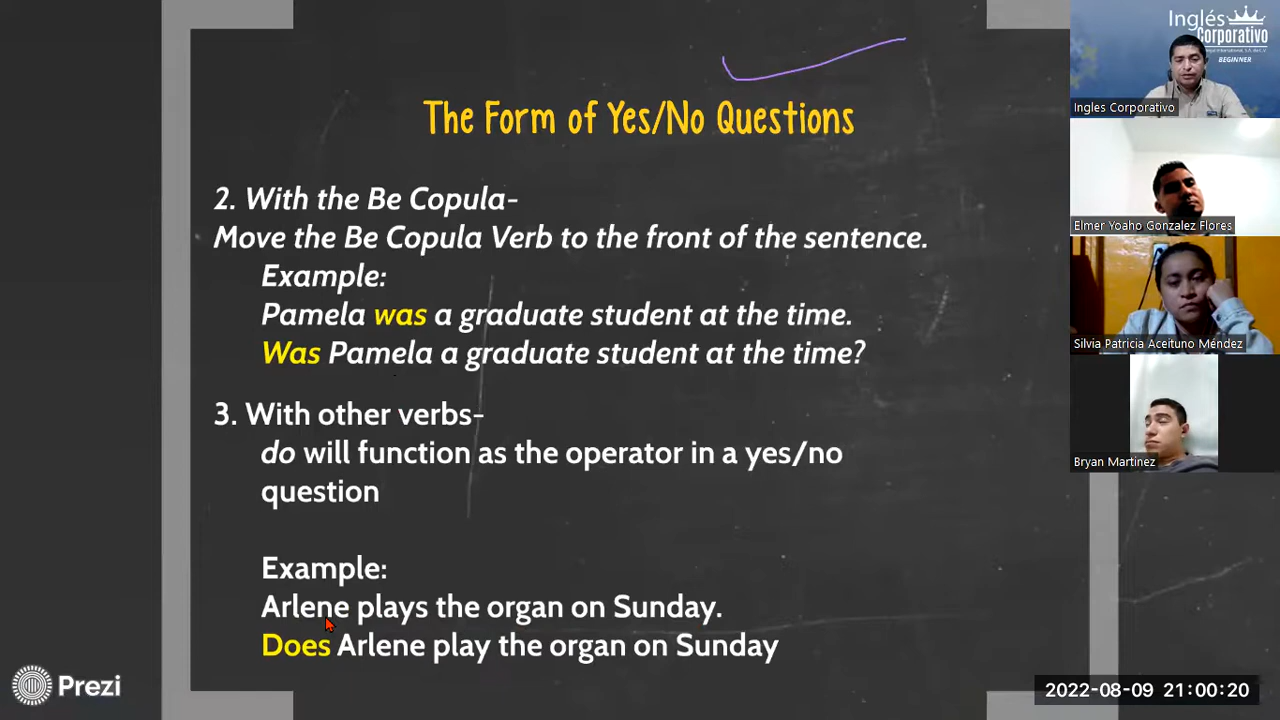 The Form of Yes/No Questions
2. With the Be Copula-
Move the Be Copula Verb to the front of the sentence.
Example:
Pamela was a graduate student at the time.
Was Pamela a graduate student at the time?
3. With other verbs-
do will function as the operator in a yes/no
question
Example:
Arlene plays the organ on Sunday.
Does Arlene play the organ on Sunday
Prezi
Inglés
Corporativo
BEGINNER
Ingles Corporativo
Elmer Yoaho Gonzalez Flores
Silvia Patricia Aceituno Méndez
Bryan Martinez
2022-08-09 21:00:20